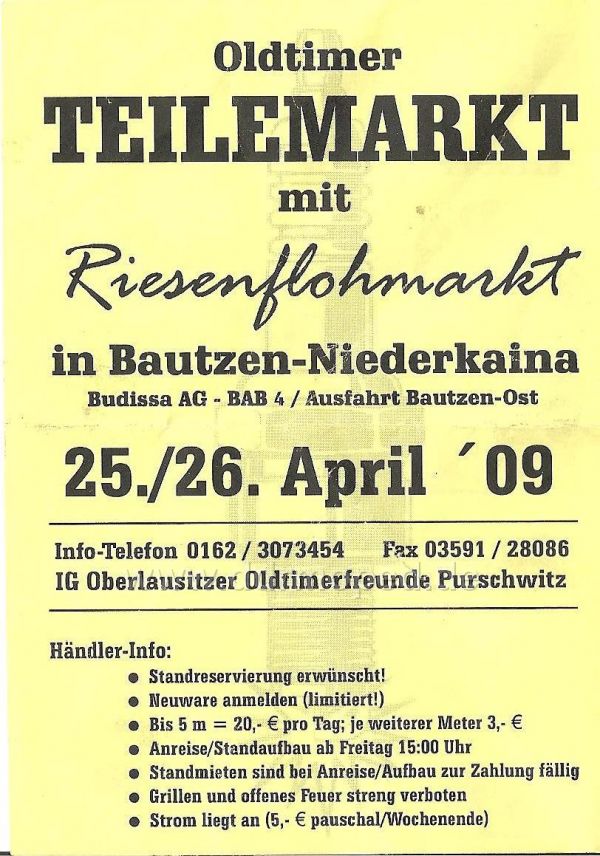 Oldtimer
TEILEMARKT
mit
Riesenflohmarkt
in Bautzen-Niederkaina
Budissa AG - BAB 4 / Ausfahrt Bautzen-Ost
25./26. April ´09
Info-Telefon 0162 / 3073454 Fax 03591 / 28086
IG Oberlausitzer Oldtimerfreunde Purschwitz
Händler-Info:
● Standreservierung erwünscht!
● Neuware anmelden (limitiert!)
● Bis 5 m = 20,- € pro Tag; je weiterer Meter 3,- €
● Anreise/Standaufbau ab Freitag 15:00 Uhr
● Standmieten sind bei Anreise/Aufbau zur Zahlung fällig
● Grillen und offenes Feuer streng verboten
● Strom liegt an (5,- € pauschal/Wochenende)